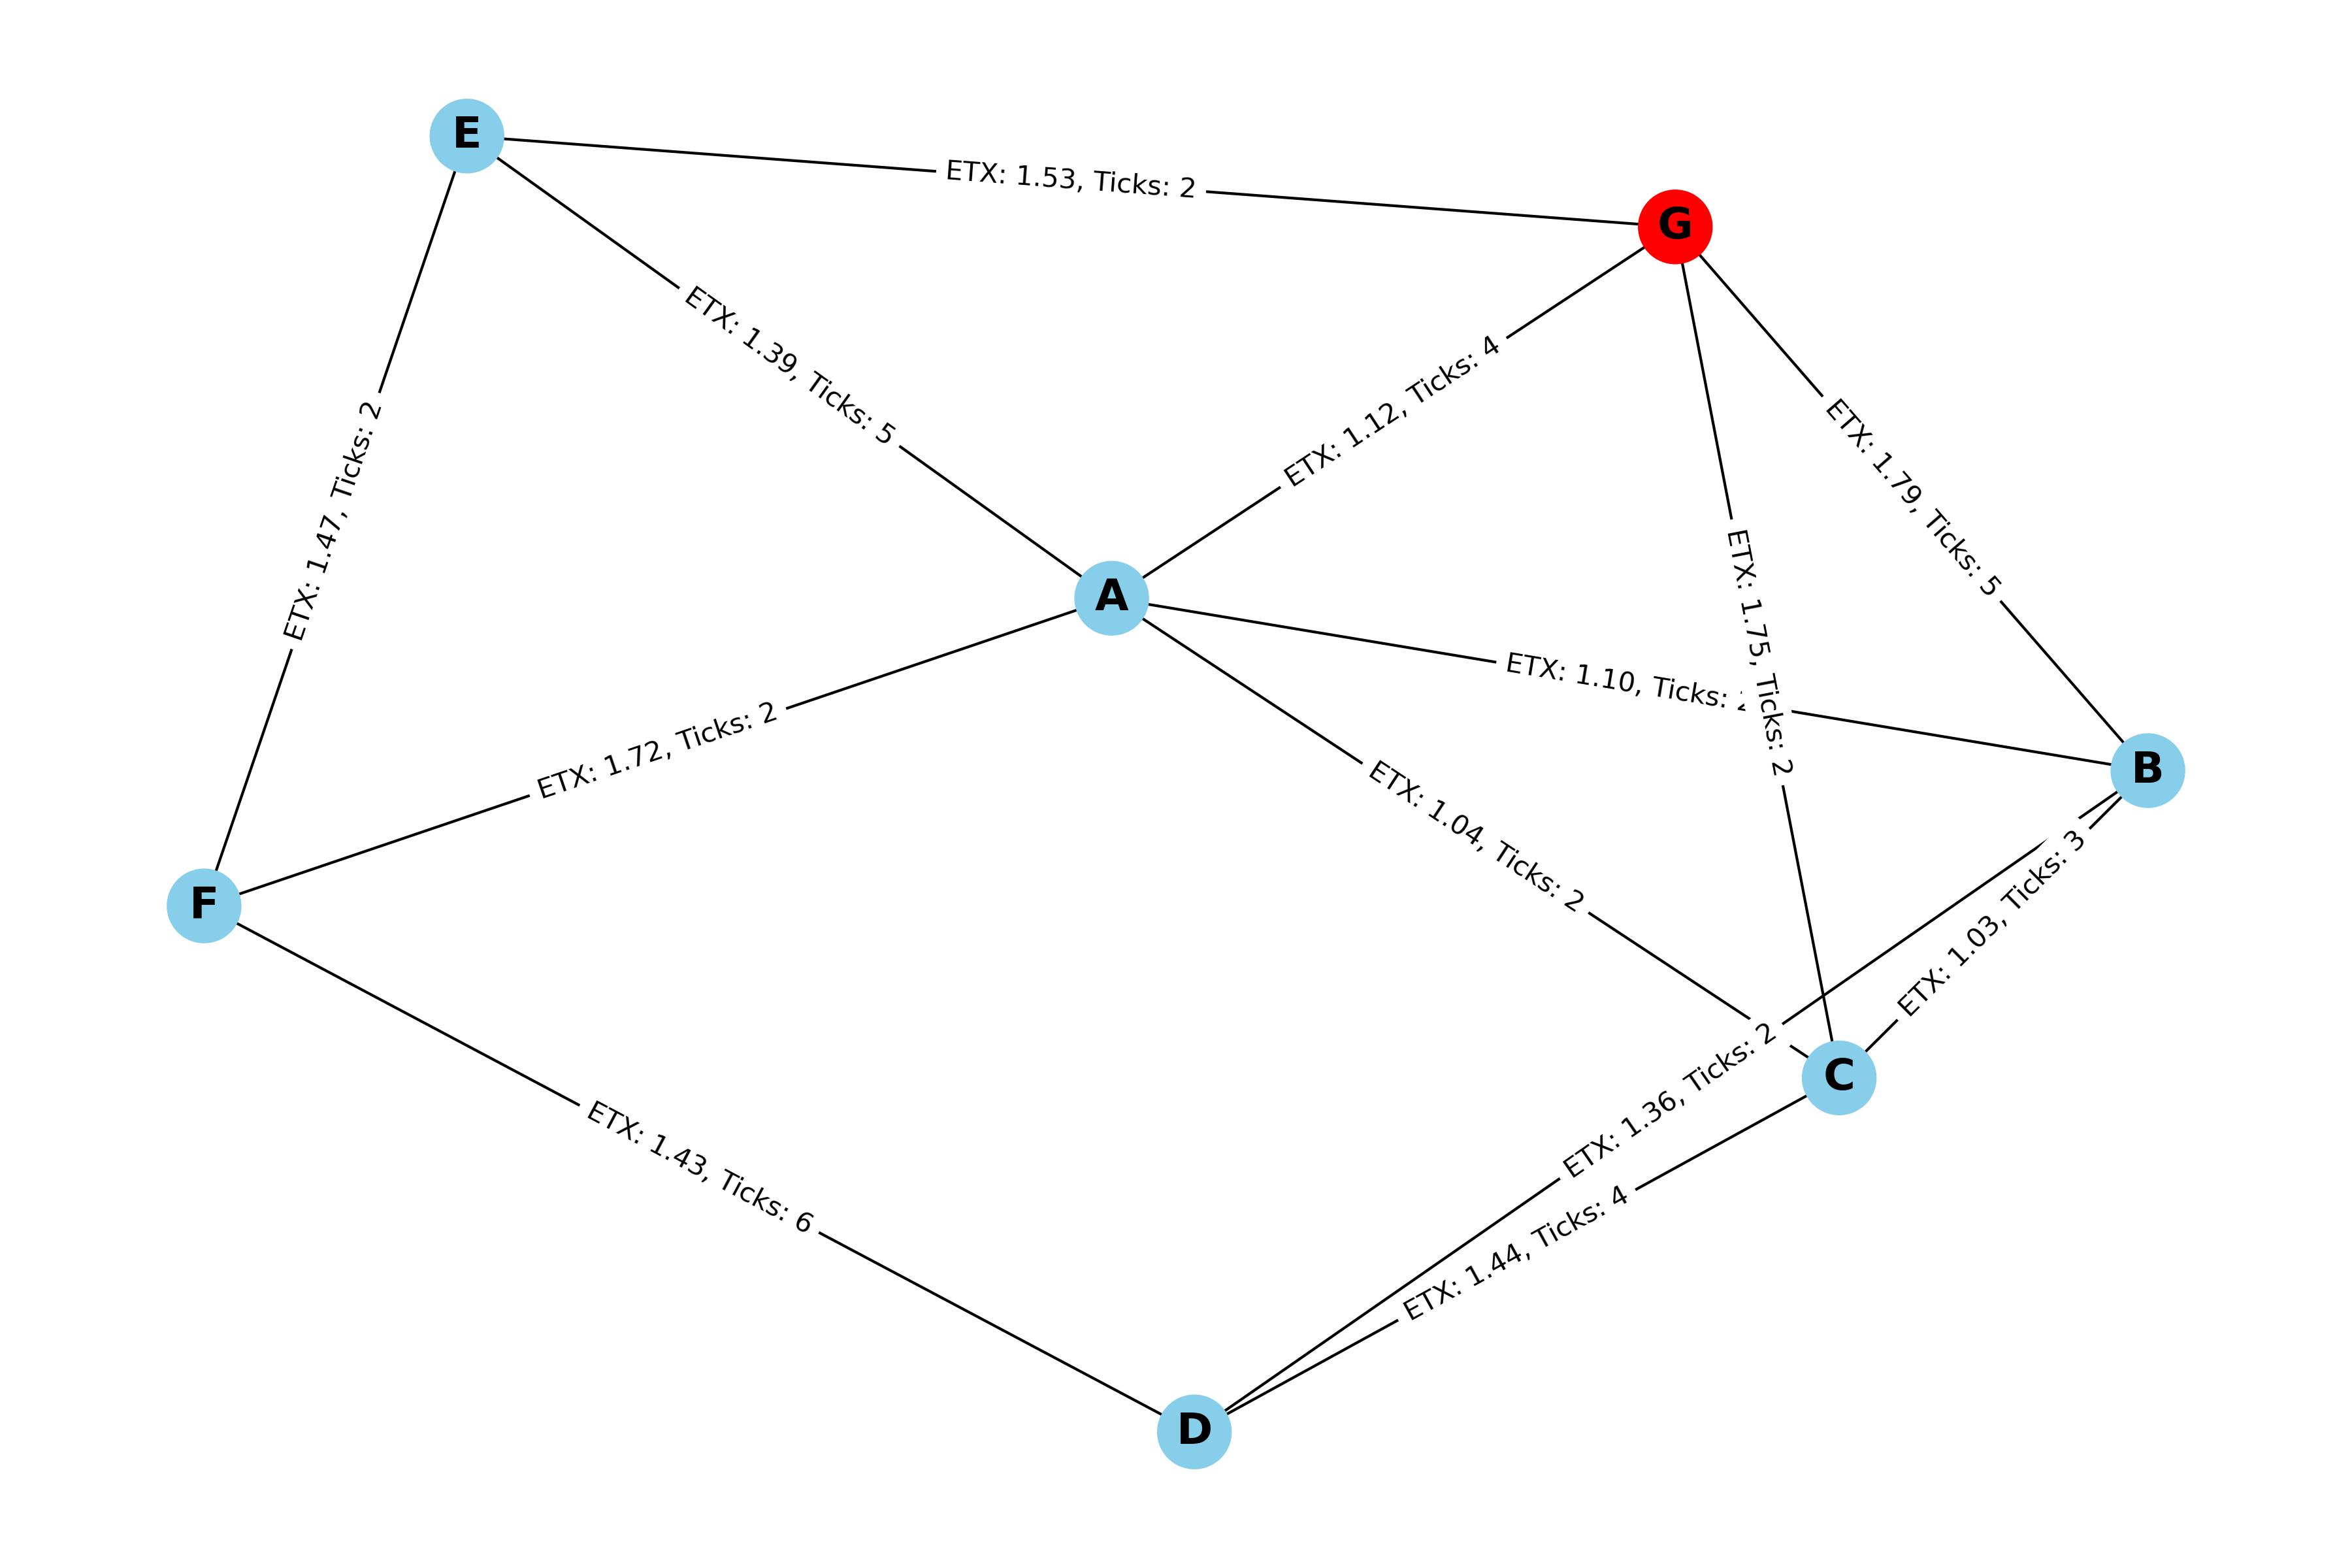 E
ETX: 1.53, Ticks: 2
G
ETX: 1.39, Ticks: 5
ETX: 1.12, Ticks: 4
ETX: 1.79, Ticks: 5
ETX: 1.47, Ticks: 2
A
ETX: 1.75, Ticks: 2
ETX: 1.10, Ticks:
ETX: 1.72, Ticks: 2
B
ETX: 1.04, Ticks: 2
F
ETX: 1.03, Ticks: 3
ETX: 1.36, Ticks: 2
C
ETX: 1.43, Ticks: 6
ETX: 1.44, Ticks: 4
D